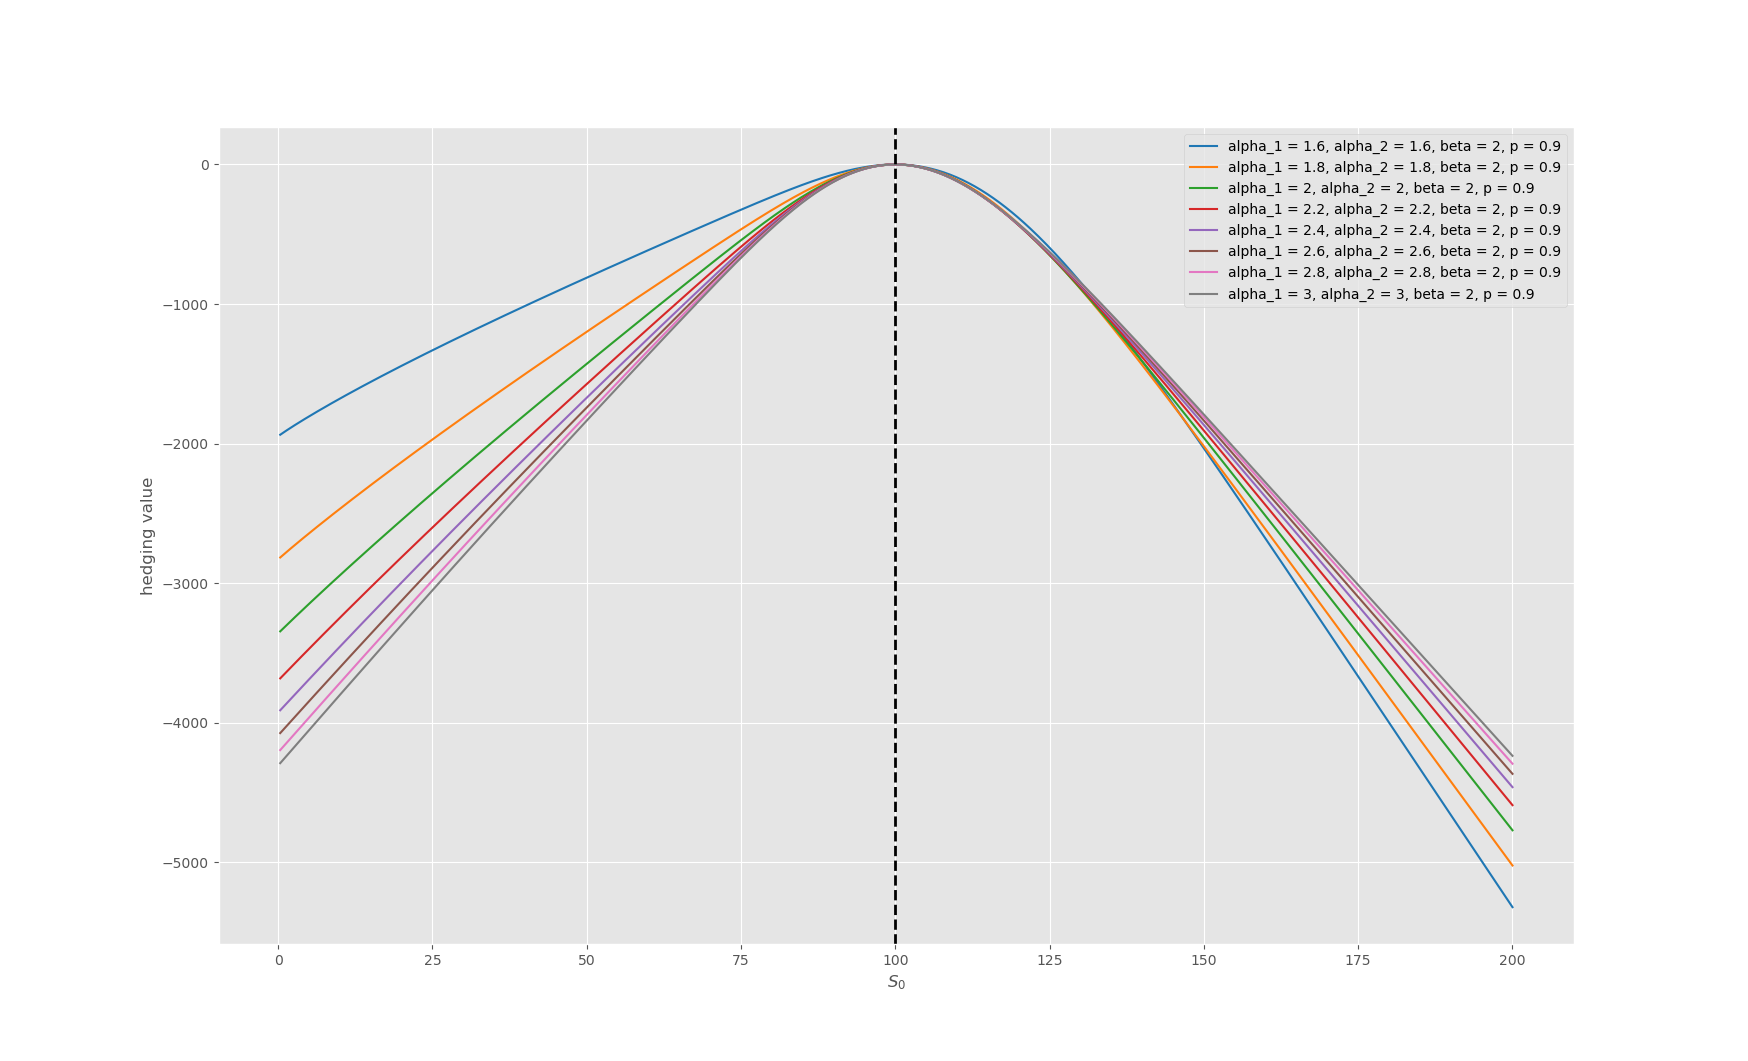 alpha_1 = 1.6, alpha_2 = 1.6, beta = 2, p = 0.9
alpha_1 = 1.8, alpha_2 = 1.8, beta = 2, p = 0.9
alpha_1 = 2, alpha_2 = 2, beta = 2, p = 0.9
alpha_1 = 2.2, alpha_2 = 2.2, beta = 2, p = 0.9
alpha_1 = 2.4, alpha_2 = 2.4, beta = 2, p = 0.9
alpha_1 = 2.6, alpha_2 = 2.6, beta = 2, p = 0.9
alpha_1 = 2.8, alpha_2 = 2.8, beta = 2, p = 0.9
alpha_1 = 3, alpha_2 = 3, beta = 2, p = 0.9
0
−1000
−2000
−3000
−4000
−5000
hedging value
0 25 50 75 100 125 150 175 200
S₀